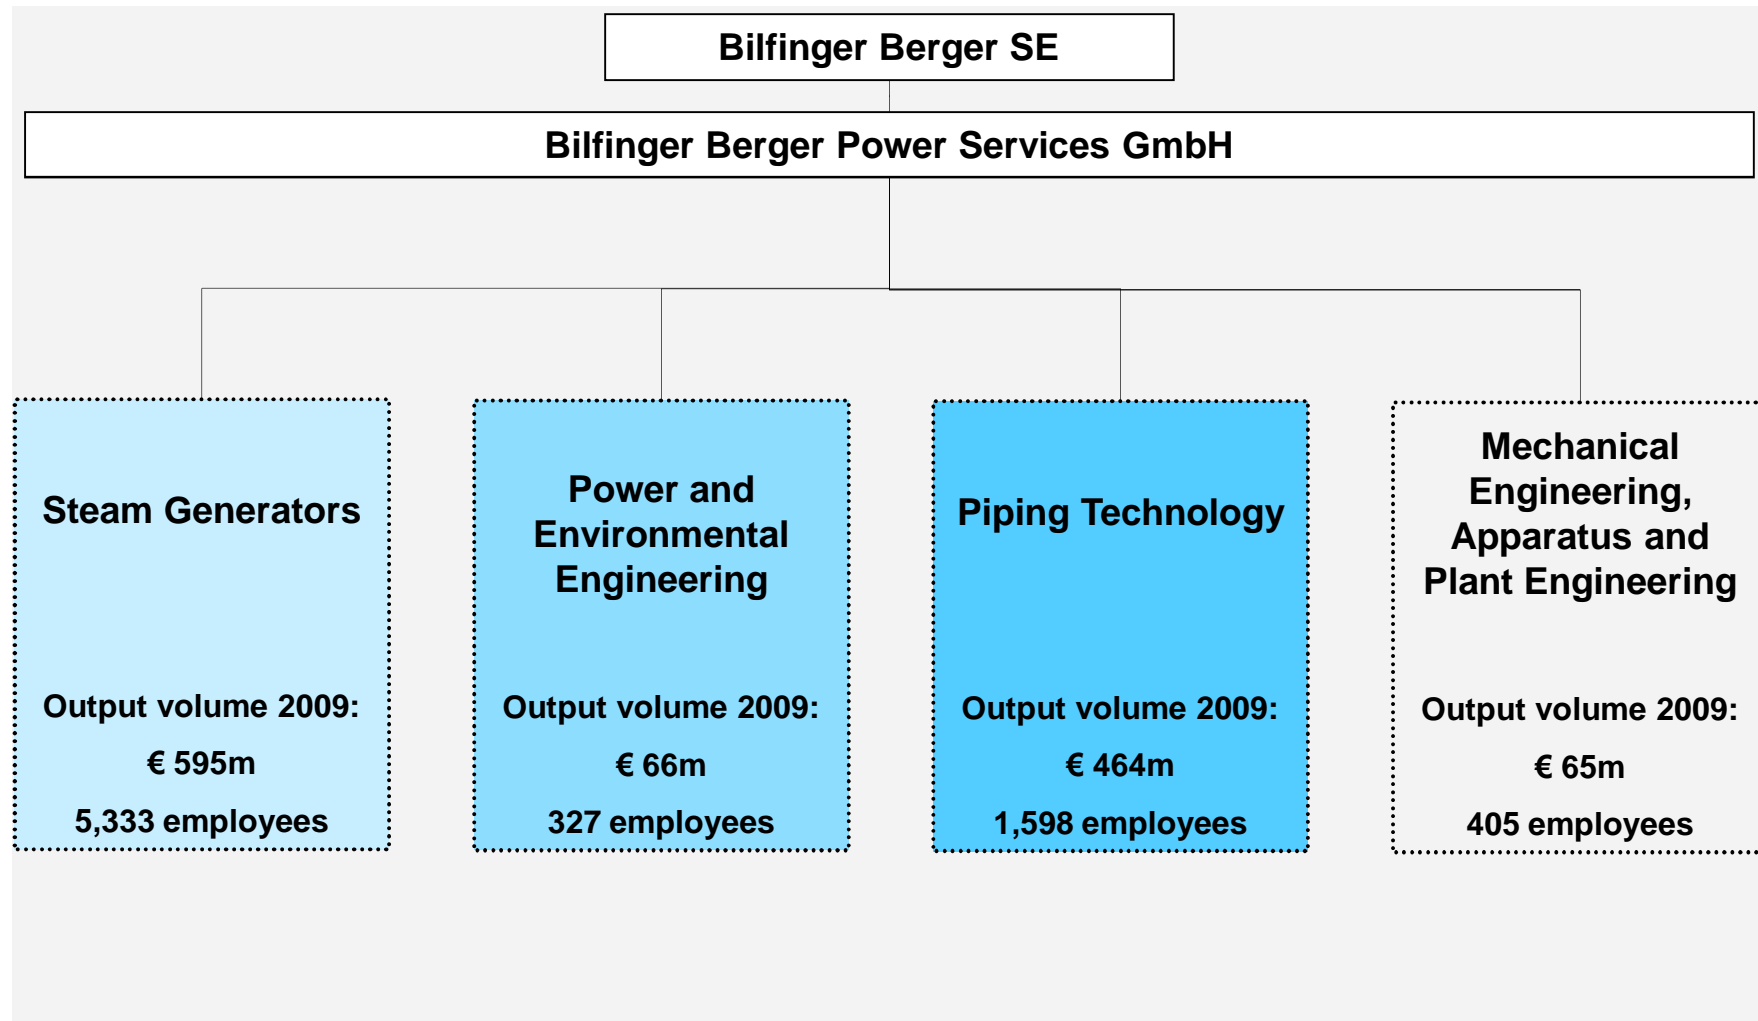 Bilfinger Berger SE
Bilfinger Berger Power Services GmbH
Steam Generators
Output volume 2009:
€ 595m
5,333 employees
Power and
Environmental
Engineering
Output volume 2009:
€ 66m
327 employees
Piping Technology
Output volume 2009:
€ 464m
1,598 employees
Mechanical
Engineering,
Apparatus and
Plant Engineering
Output volume 2009:
€ 65m
405 employees